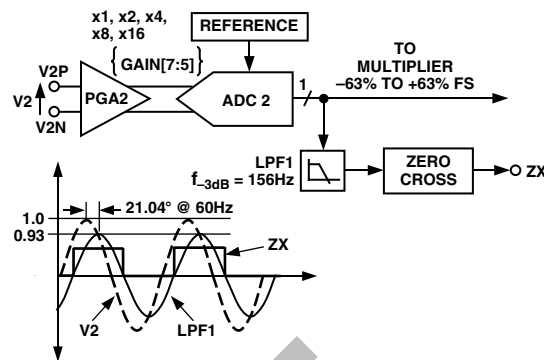 x1, x2, x4,
x8, x16
{GAIN[7:5]}
REFERENCE
V2P
V2
V2N
PGA2
ADC 2
1
TO
MULTIPLIER
–63% TO +63% FS
LPF1
f–3dB = 156Hz
ZERO
CROSS
ZX
1.0
21.04° @ 60Hz
0.93
ZX
V2
LPF1